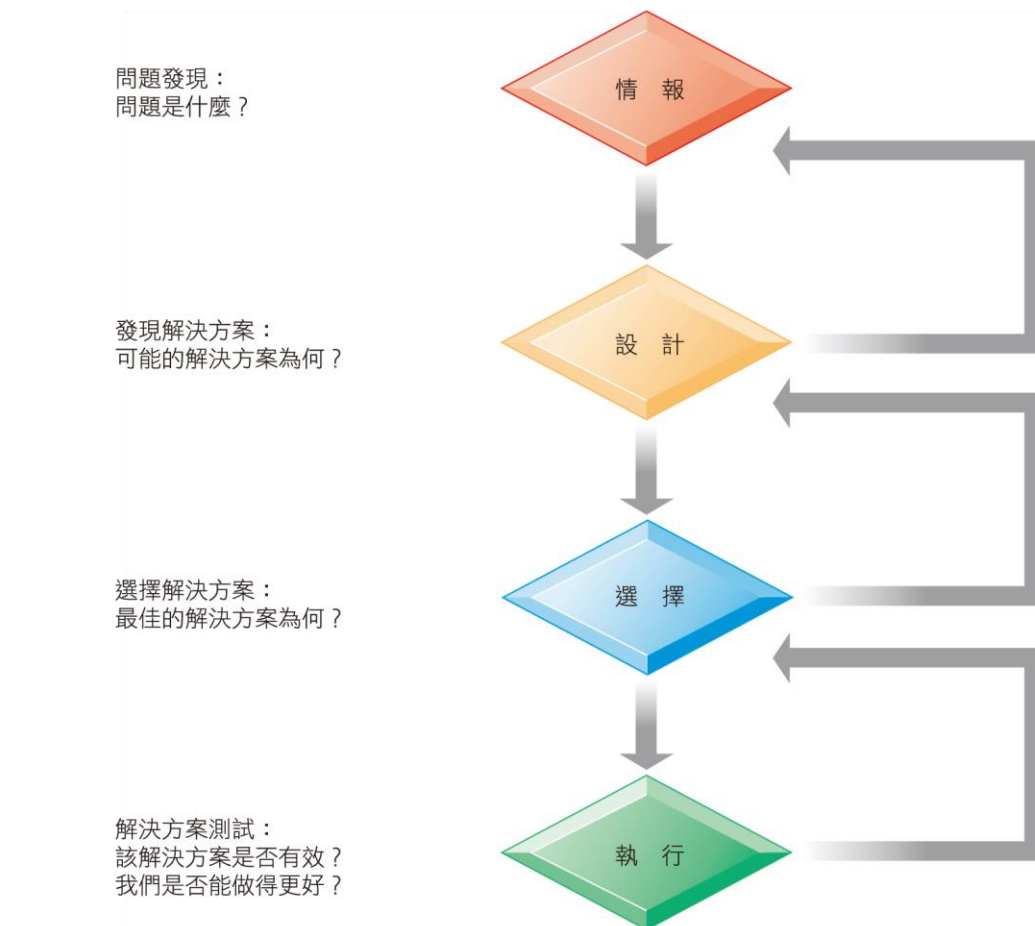 問題發現：
問題是什麼？
情 報
發現解決方案：
可能的解決方案為何？
設 計
選擇解決方案：
最佳的解決方案為何？
選 擇
解決方案測試：
該解決方案是否有效？
我們是否能做得更好？
執 行